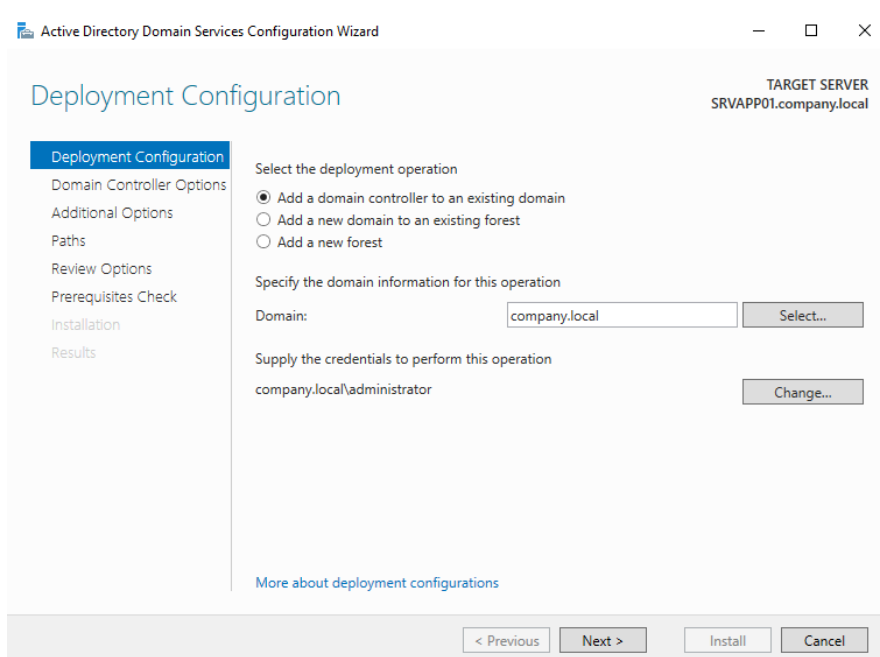 Active Directory Domain Services Configuration Wizard
Deployment Configuration
TARGET SERVER
SRVAPP01.company.local
Deployment Configuration
Domain Controller Options
Additional Options
Paths
Review Options
Prerequisites Check
Installation
Results
Select the deployment operation
Add a domain controller to an existing domain
Add a new domain to an existing forest
Add a new forest
Specify the domain information for this operation
Domain: company.local Select...
Supply the credentials to perform this operation
company.local\administrator Change...
More about deployment configurations
< Previous Next > Install Cancel